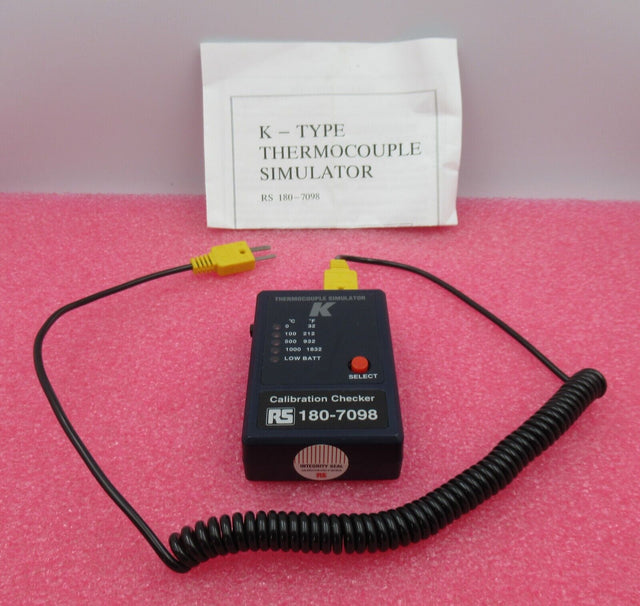 K – TYPE
THERMOCOUPLE
SIMULATOR
RS 180–7098
THERMOCOUPLE SIMULATOR
K
°C °F
0 32
100 212
500 932
1000 1832
LOW BATT
SELECT
Calibration Checker
RS 180-7098
INTEGRITY SEAL
RS